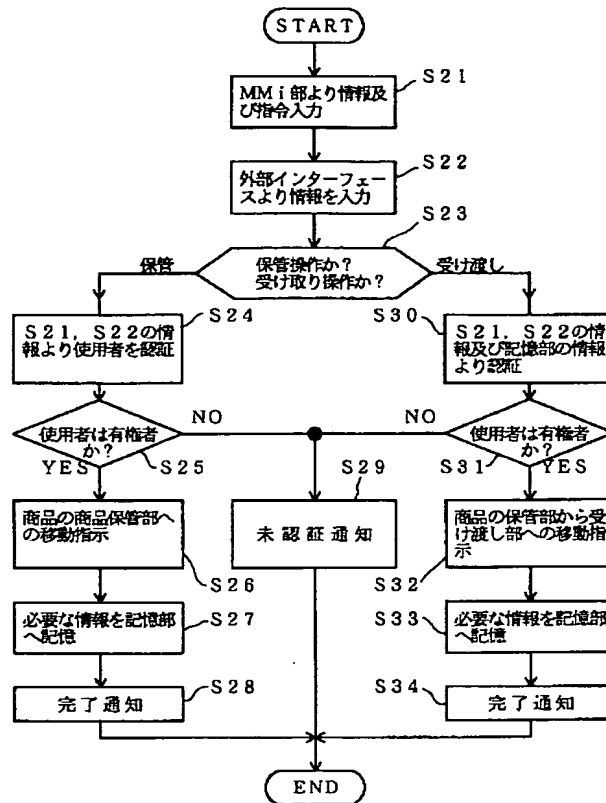 START
S21
MMi部より情報及
び指令入力
S22
外部インターフェー
スより情報を入力
S23
保管
保管操作か?
受け取り操作か?
受け渡し
S24
S21,S22の情
報より使用者を認証
S30
S21,S22の情
報及び記憶部の情報
より認証
使用者は有権者
か?
NO
YES
S25
NO
使用者は有権者
か?
S31
YES
S29
未認証通知
商品の商品保管部へ
の移動指示
S26
商品の保管部から受
け渡し部への移動指
示
S32
必要な情報を記憶部
へ記憶
S27
S33
必要な情報を記憶部
へ記憶
完了通知
S28
S34
完了通知
END